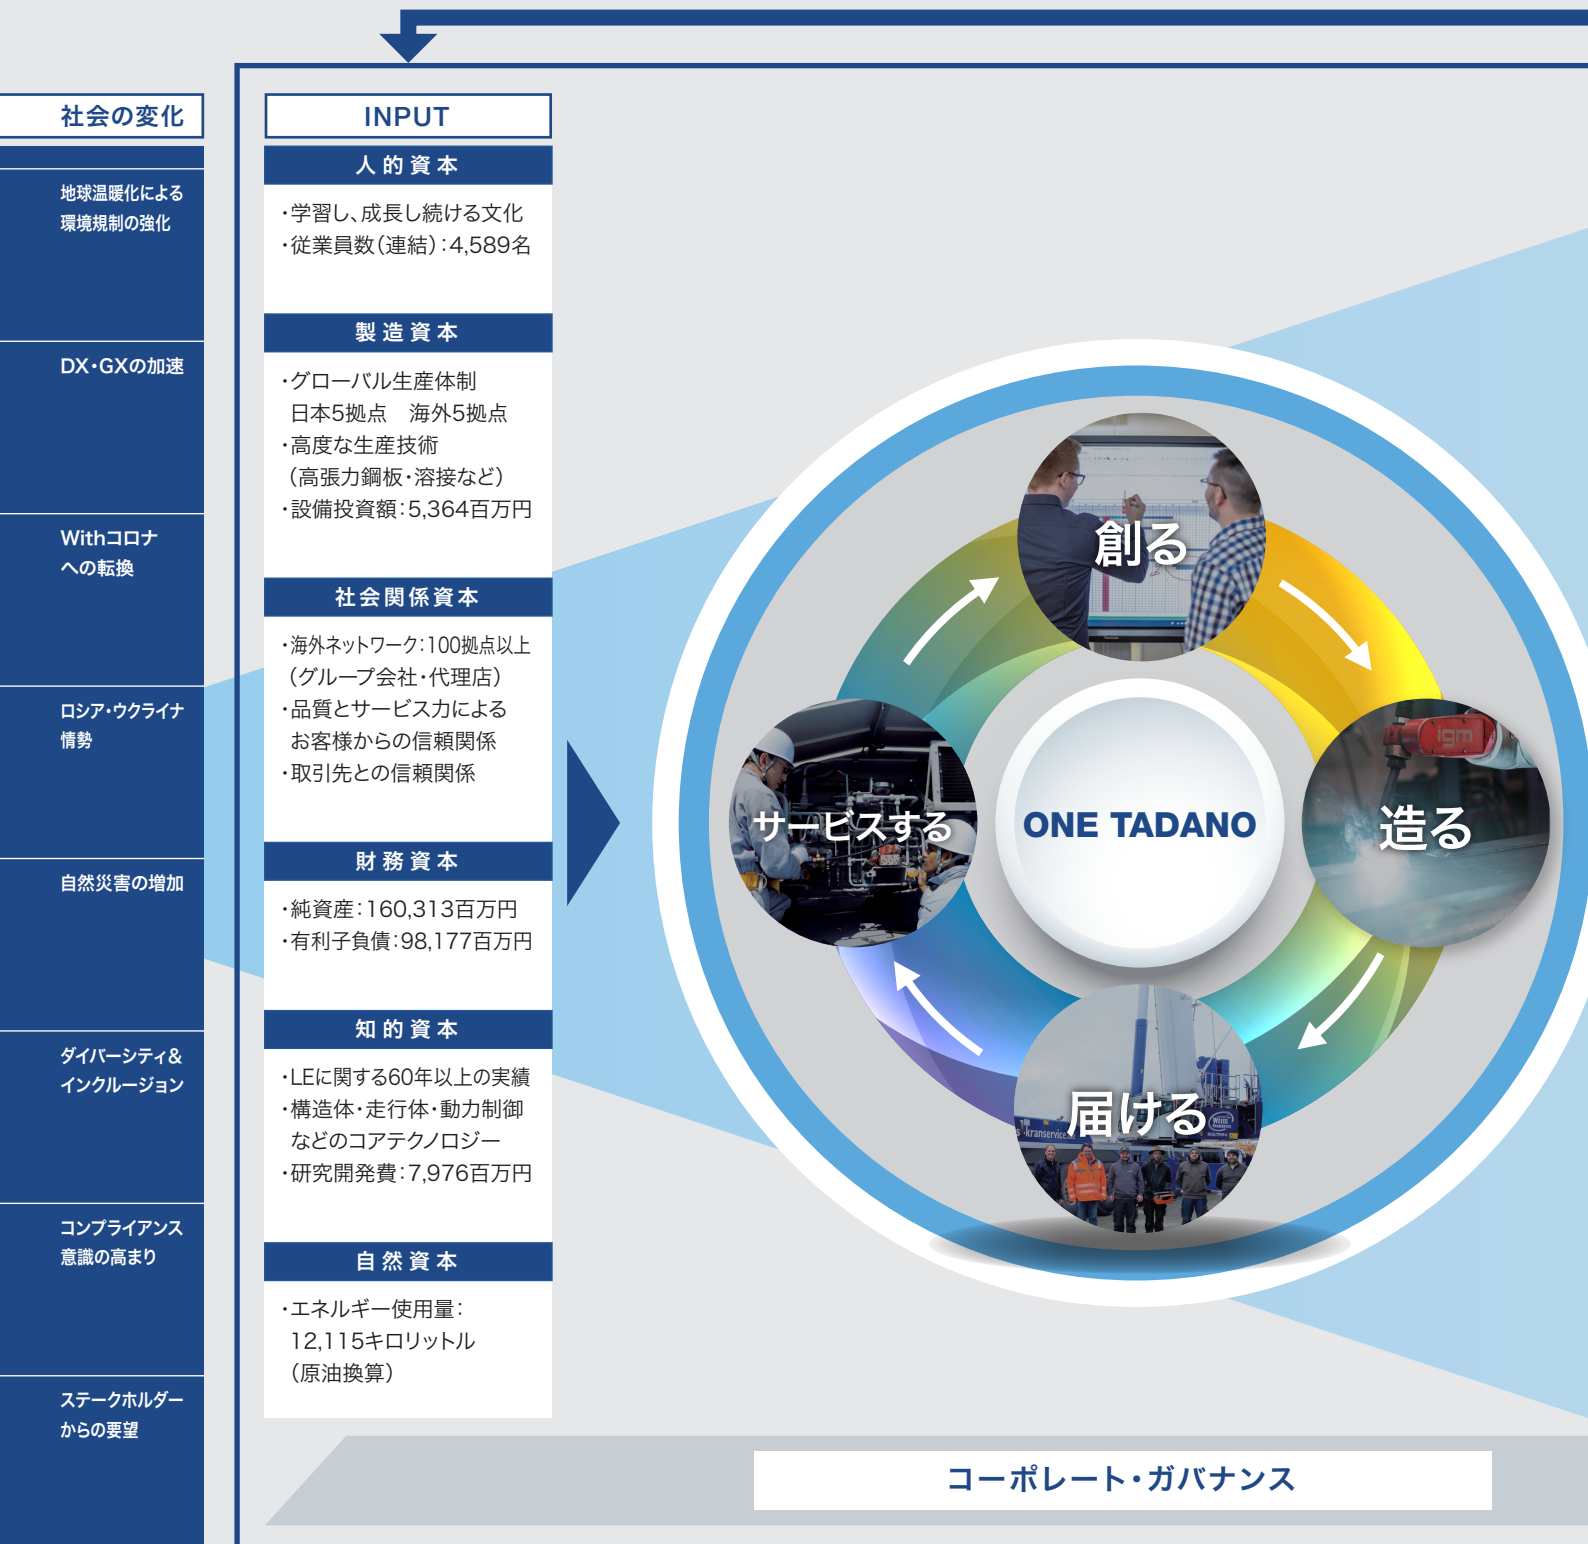 社会の変化
地球温暖化による
環境規制の強化
DX・GXの加速
Withコロナ
への転換
ロシア・ウクライナ
情勢
自然災害の増加
ダイバーシティ&
インクルージョン
コンプライアンス
意識の高まり
ステークホルダー
からの要望
INPUT
人的資本
・学習し、成長し続ける文化
・従業員数(連結):4,589名
製造資本
・グローバル生産体制
日本5拠点　海外5拠点
・高度な生産技術
(高張力鋼板・溶接など)
・設備投資額:5,364百万円
社会関係資本
・海外ネットワーク:100拠点以上
(グループ会社・代理店)
・品質とサービス力による
お客様からの信頼関係
・取引先との信頼関係
財務資本
・純資産:160,313百万円
・有利子負債:98,177百万円
知的資本
・LEに関する60年以上の実績
・構造体・走行体・動力制御
などのコアテクノロジー
・研究開発費:7,976百万円
自然資本
・エネルギー使用量:
12,115キロリットル
(原油換算)
創る
igm
造る
サービスする
ONE TADANO
届ける
kranservice
コーポレート・ガバナンス